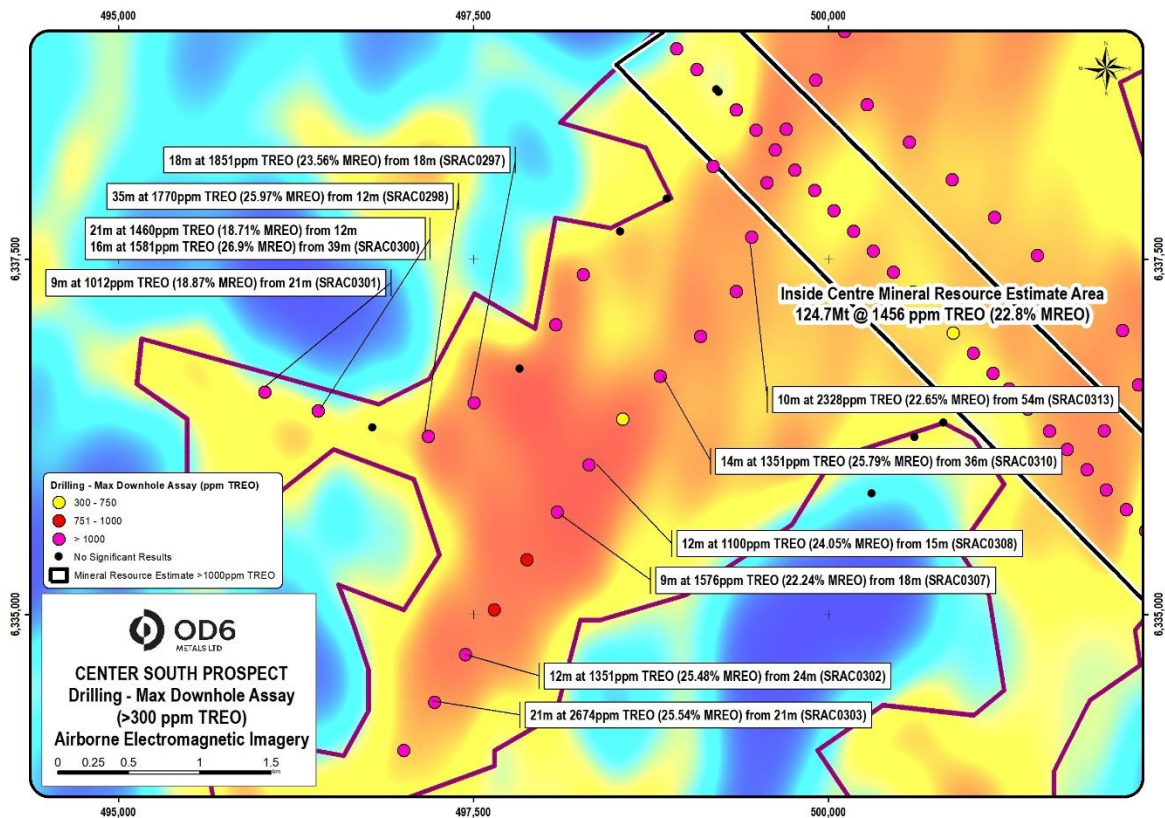 495,000
497,500
500,000
N
18m at 1851ppm TREO (23.56% MREO) from 18m (SRAC0297)
35m at 1770ppm TREO (25.97% MREO) from 12m (SRAC0298)
21m at 1460ppm TREO (18.71% MREO) from 12m
16m at 1581ppm TREO (26.9% MREO) from 39m (SRAC0300)
9m at 1012ppm TREO (18.87% MREO) from 21m (SRAC0301)
6,337,500
6,337,500
Inside Centre Mineral Resource Estimate Area
124.7Mt @ 1456 ppm TREO (22.8% MREO)
10m at 2328ppm TREO (22.65% MREO) from 54m (SRAC0313)
14m at 1351ppm TREO (25.79% MREO) from 36m (SRAC0310)
12m at 1100ppm TREO (24.05% MREO) from 15m (SRAC0308)
9m at 1576ppm TREO (22.24% MREO) from 18m (SRAC0307)
12m at 1351ppm TREO (25.48% MREO) from 24m (SRAC0302)
21m at 2674ppm TREO (25.54% MREO) from 21m (SRAC0303)
6,335,000
6,335,000
Drilling - Max Downhole Assay (ppm TREO)
300 - 750
751 - 1000
> 1000
No Significant Results
Mineral Resource Estimate >1000ppm TREO
OD6
METALS LTD
CENTER SOUTH PROSPECT
Drilling - Max Downhole Assay
(>300 ppm TREO)
Airborne Electromagnetic Imagery
0 0.25 0.5 1 1.5
495,000
497,500
500,000